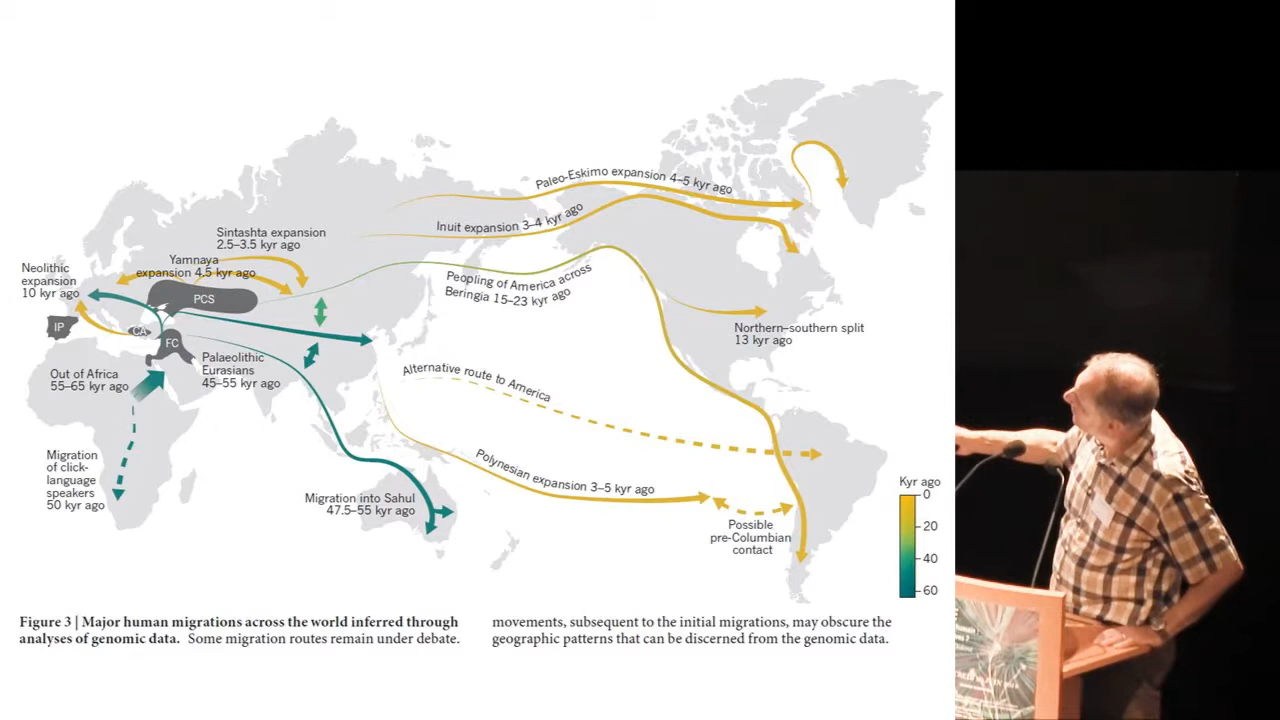 Paleo-Eskimo expansion 4–5 kyr ago
Inuit expansion 3–4 kyr ago
Sintashta expansion
2.5–3.5 kyr ago
Yamnaya
expansion 4.5 kyr ago
Neolithic
expansion
10 kyr ago
PCS
IP
CA
FC
Peopling of America across
Beringia 15–23 kyr ago
Northern–southern split
13 kyr ago
Palaeolithic
Eurasians
45–55 kyr ago
Out of Africa
55–65 kyr ago
Alternative route to America
Migration
of click-
language
speakers
50 kyr ago
Migration into Sahul
47.5–55 kyr ago
Polynesian expansion 3–5 kyr ago
Possible
pre-Columbian
contact
Kyr ago
0
20
40
60
Figure 3 | Major human migrations across the world inferred through
analyses of genomic data. Some migration routes remain under debate.
movements, subsequent to the initial migrations, may obscure the
geographic patterns that can be discerned from the genomic data.